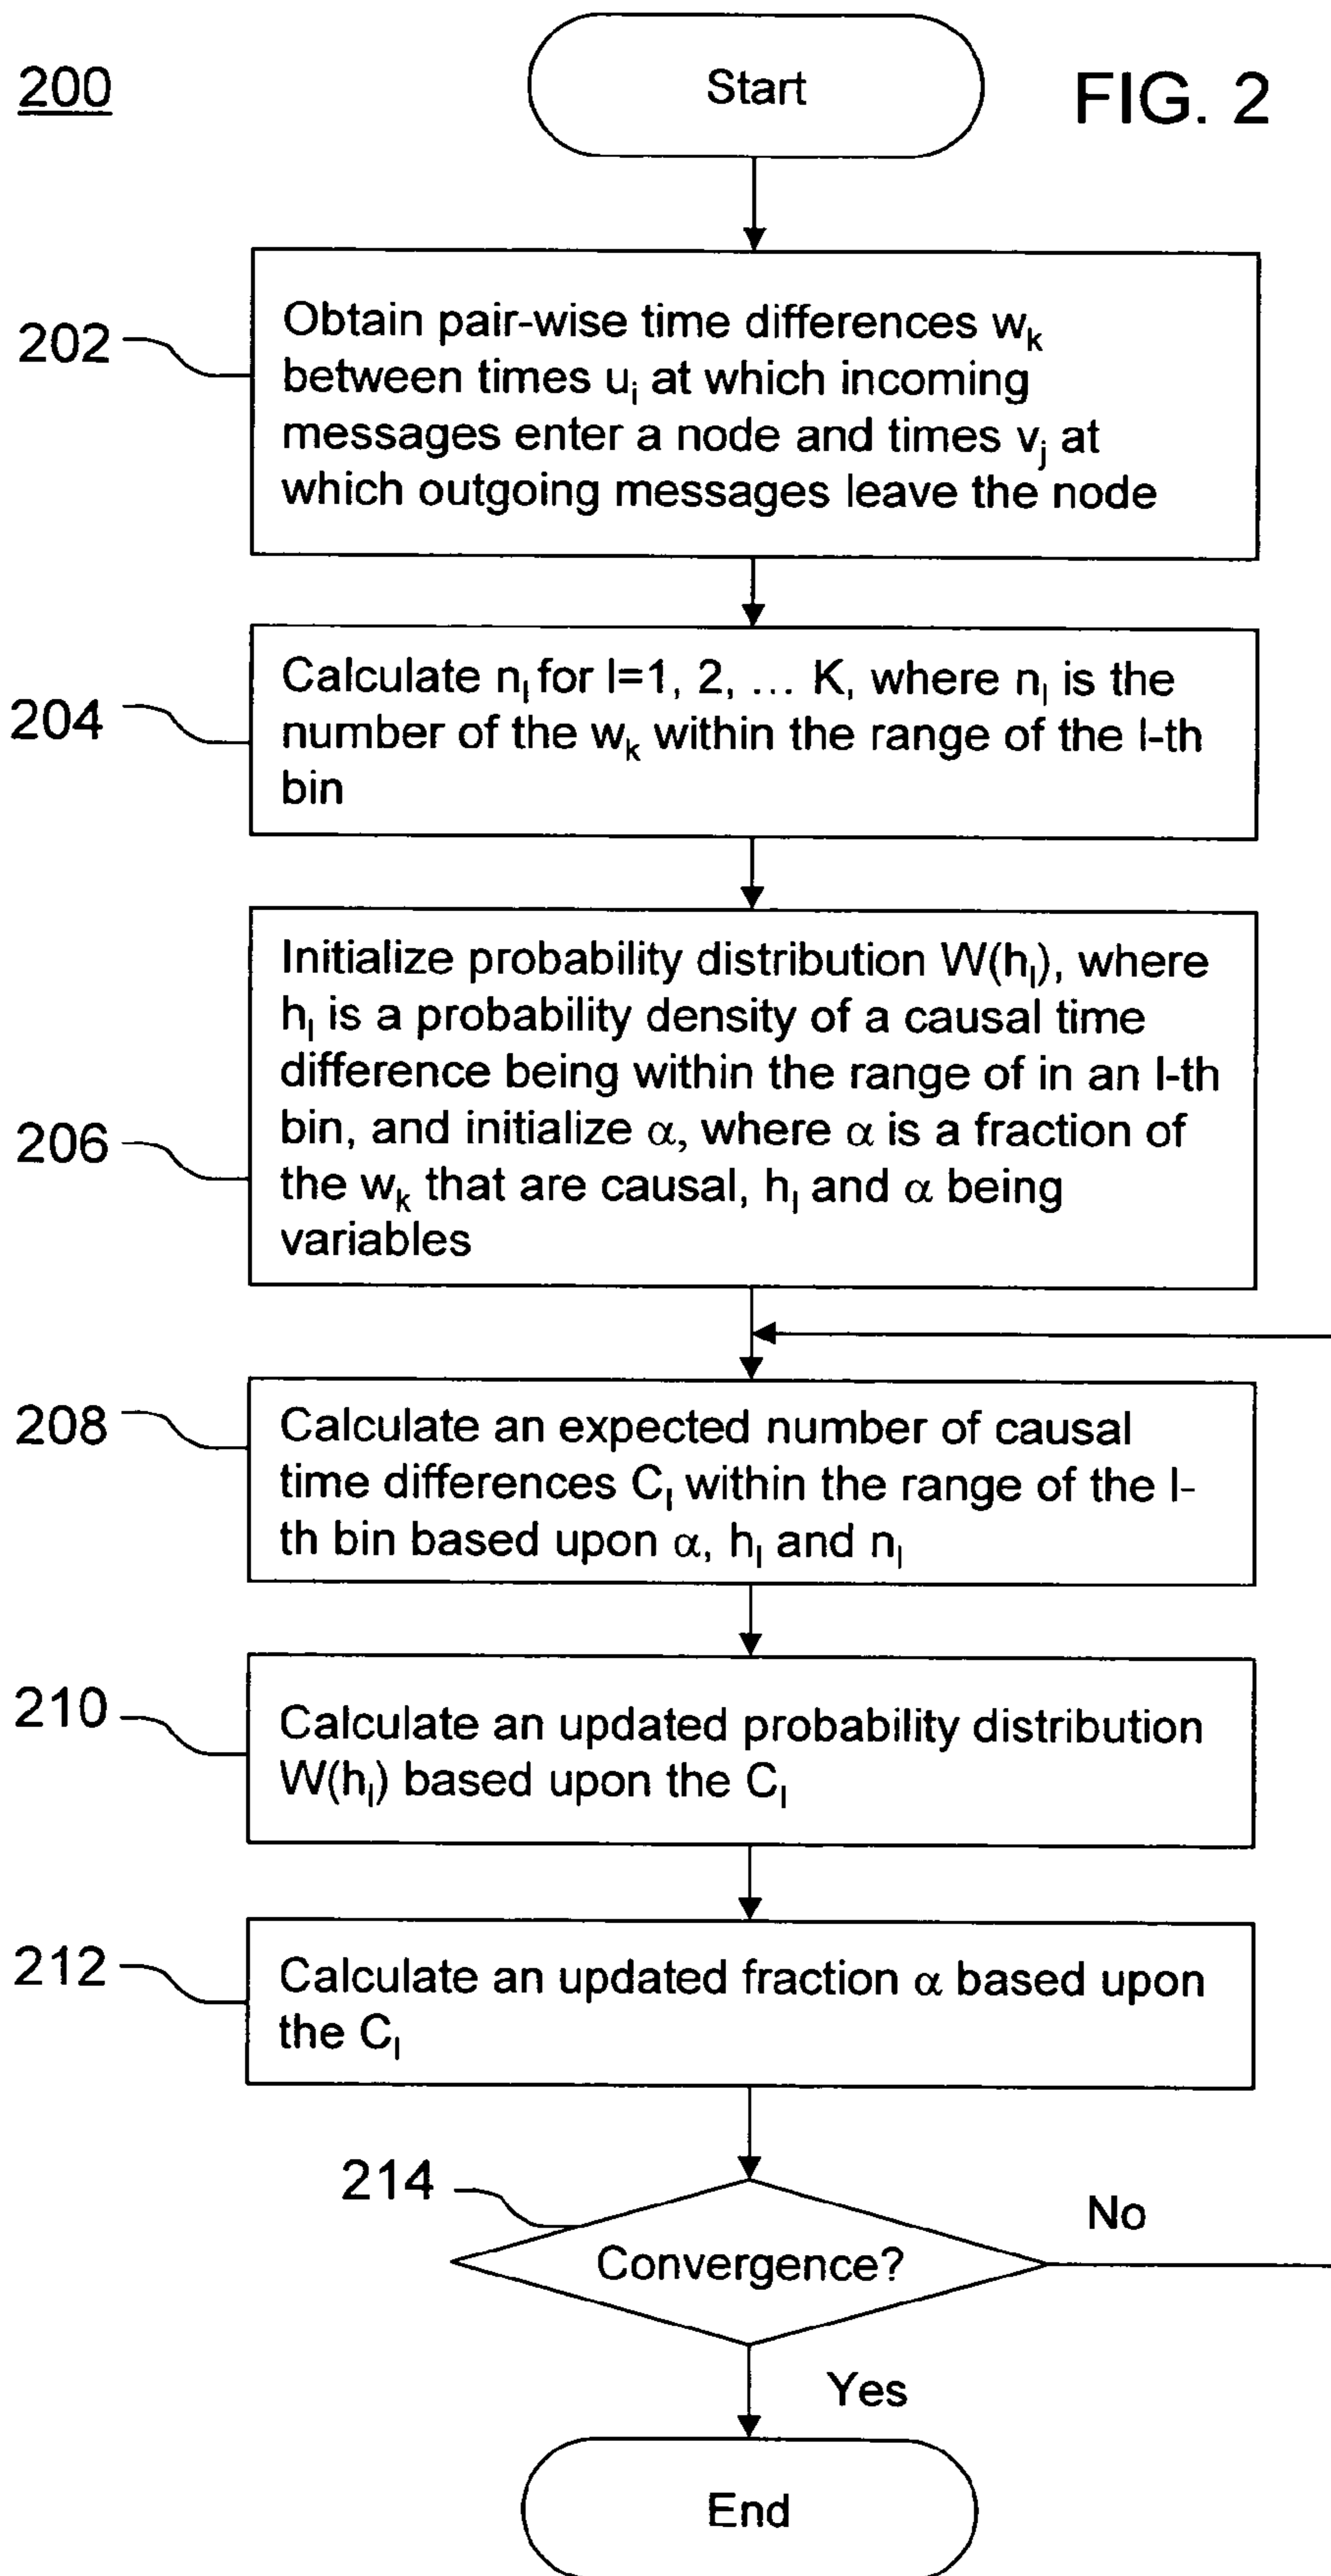 200
Start
FIG. 2
202
Obtain pair-wise time differences wₖ
between times uᵢ at which incoming
messages enter a node and times vⱼ at
which outgoing messages leave the node
204
Calculate nₗ for l=1, 2, ... K, where nₗ is the
number of the wₖ within the range of the l-th
bin
206
Initialize probability distribution W(hₗ), where
hₗ is a probability density of a causal time
difference being within the range of in an l-th
bin, and initialize α, where α is a fraction of
the wₖ that are causal, hₗ and α being
variables
208
Calculate an expected number of causal
time differences Cₗ within the range of the l-
th bin based upon α, hₗ and nₗ
210
Calculate an updated probability distribution
W(hₗ) based upon the Cₗ
212
Calculate an updated fraction α based upon
the Cₗ
214
Convergence?
No
Yes
End